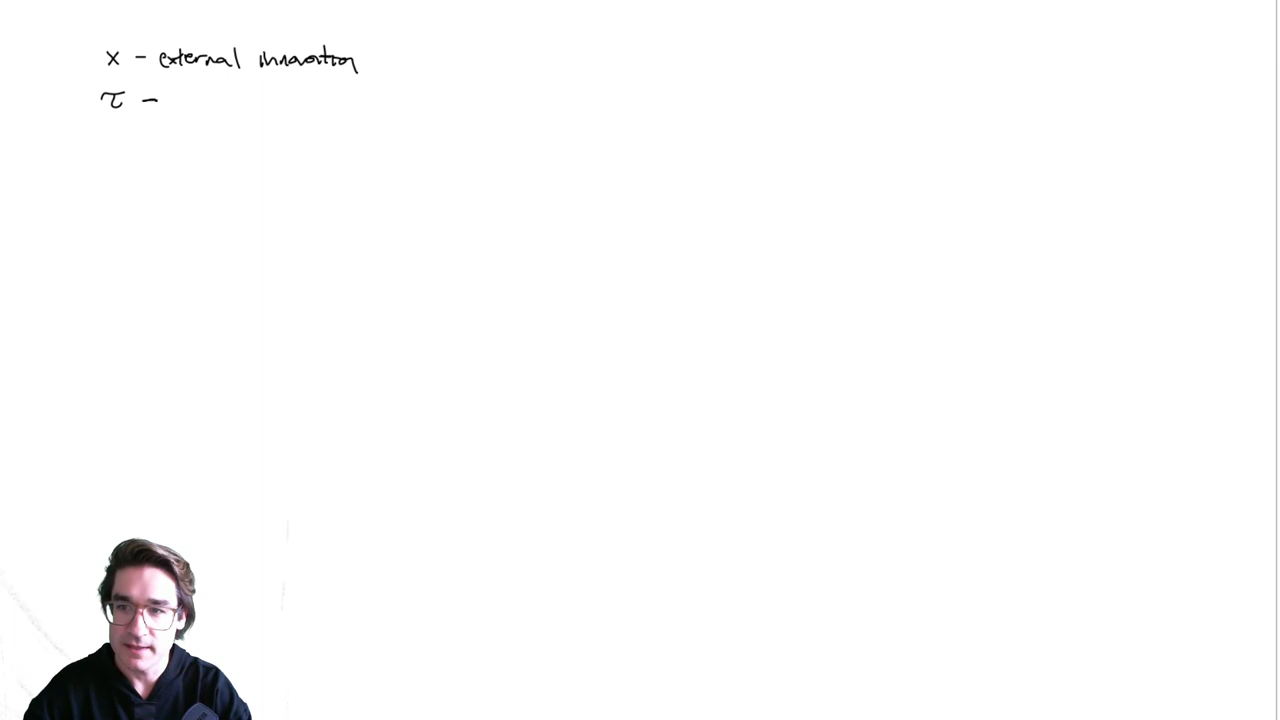 x - external innovation
τ -